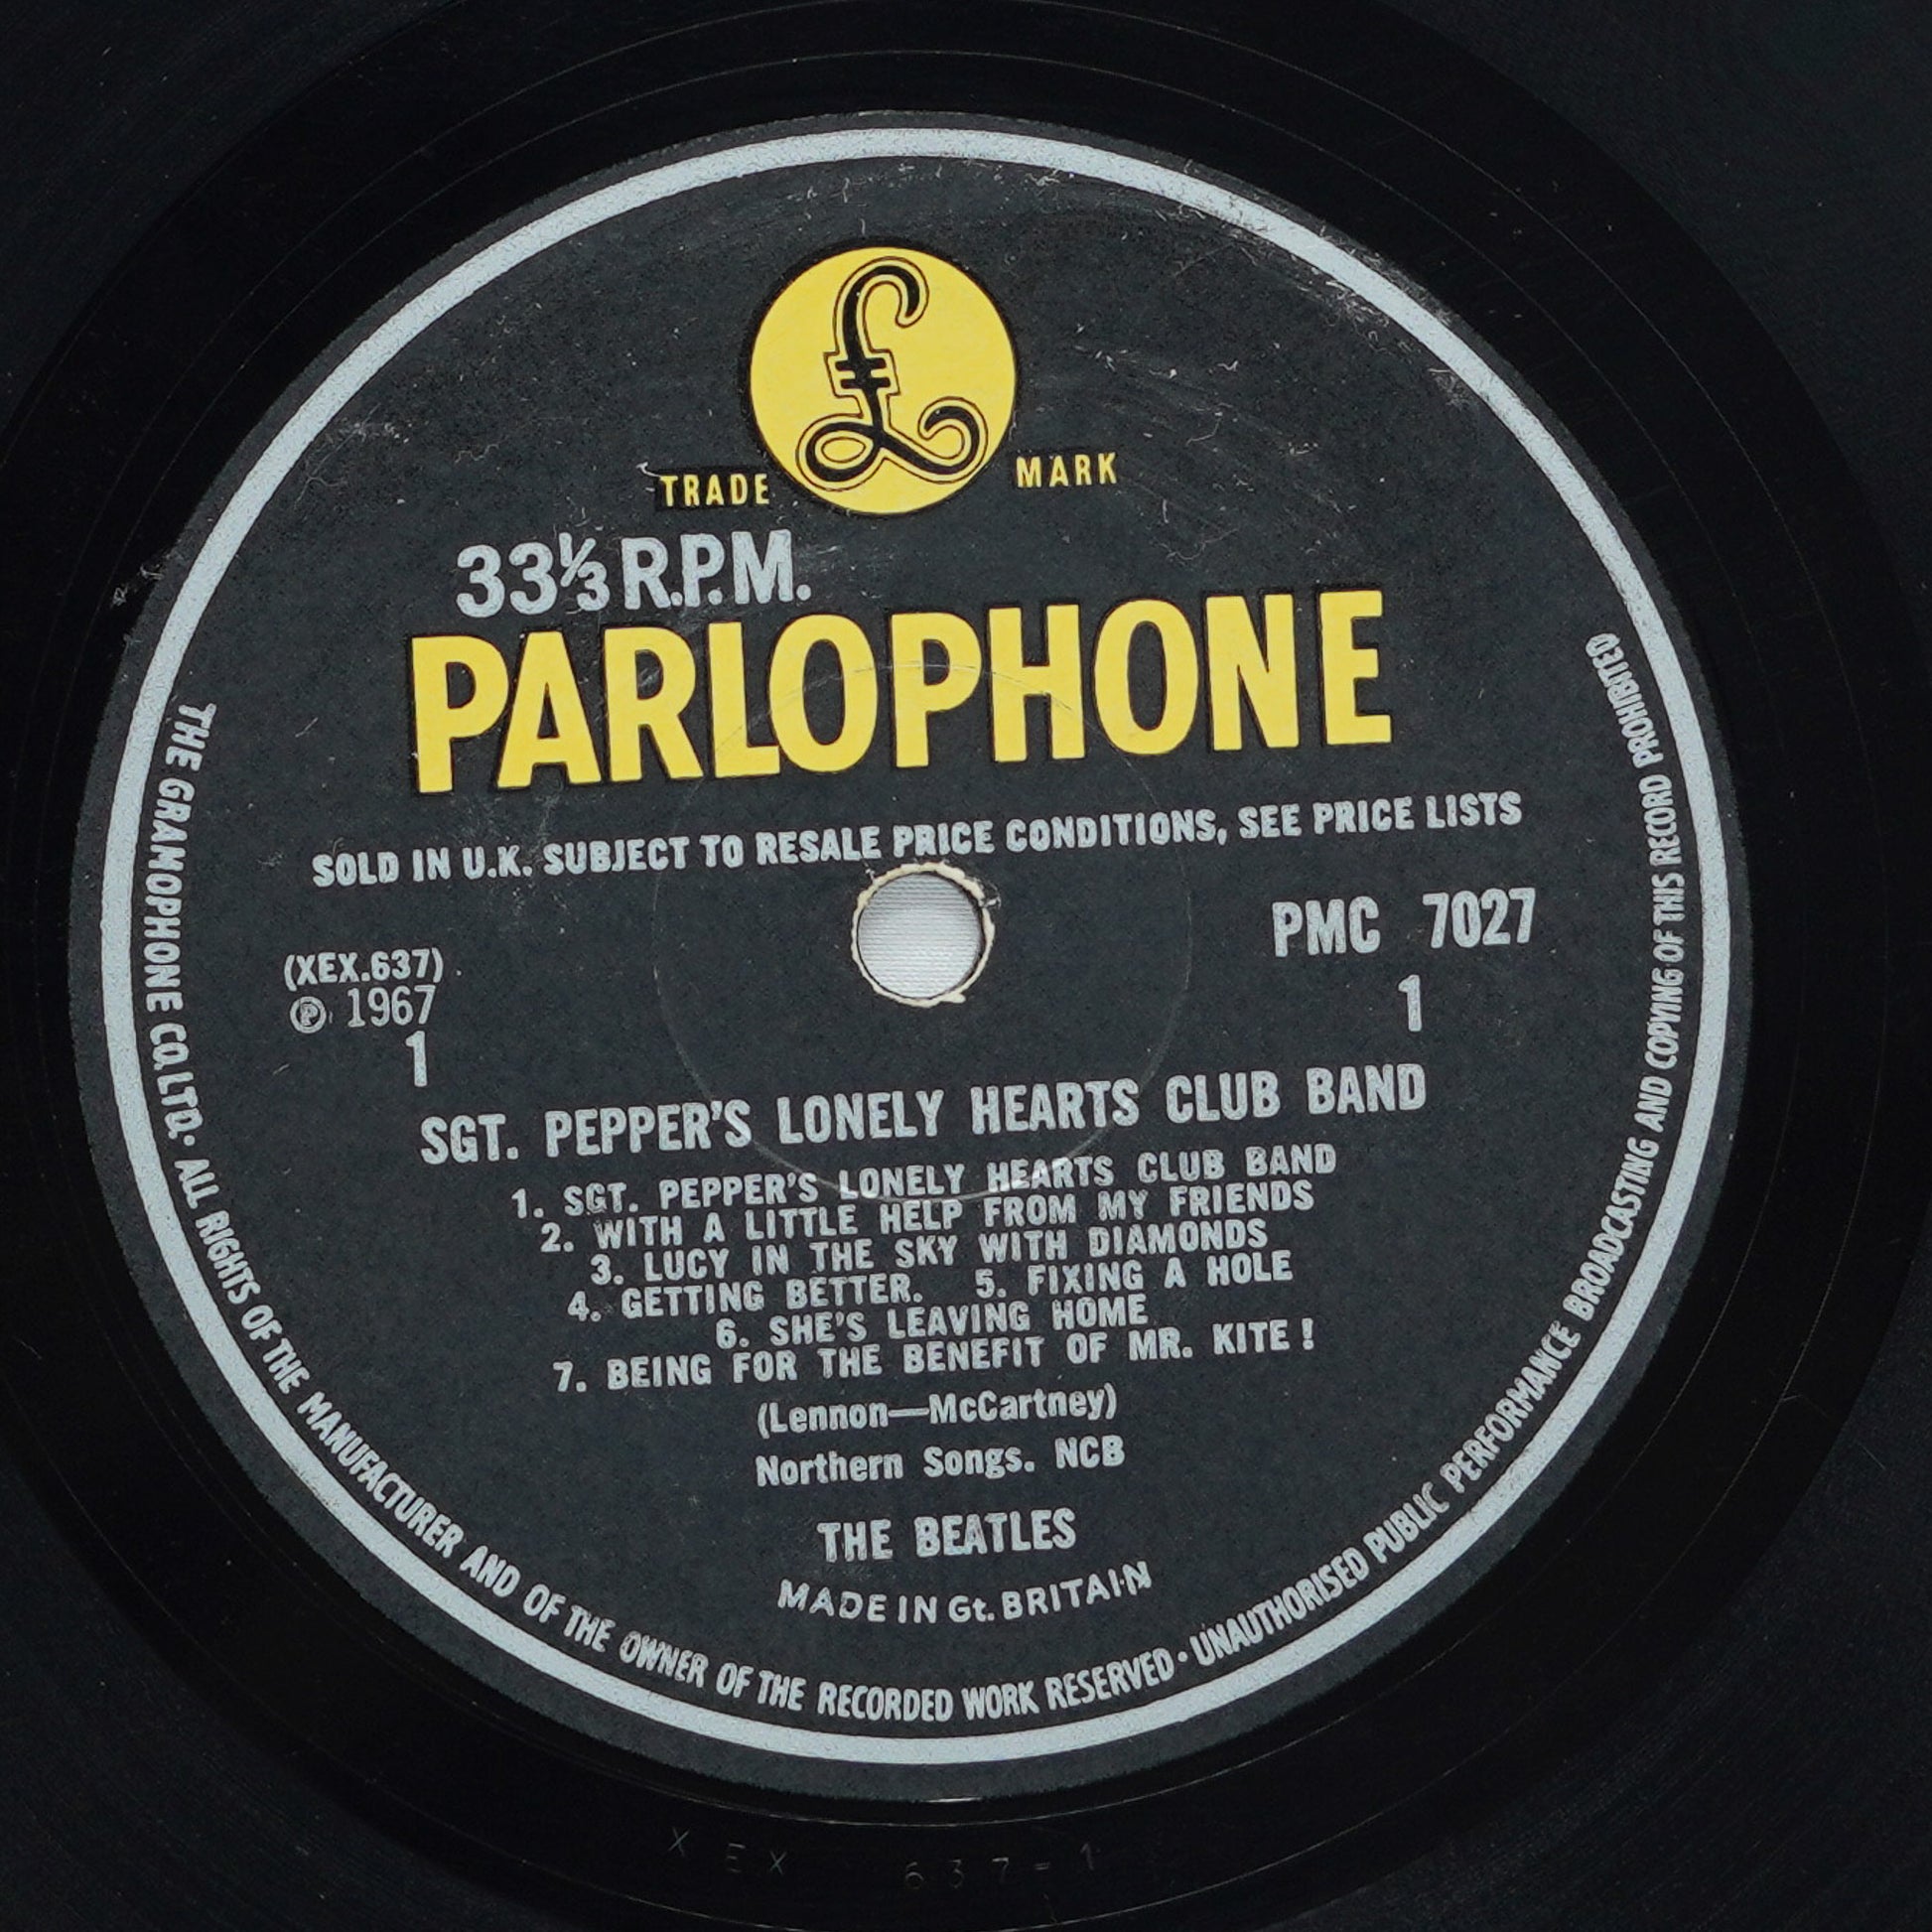 £
TRADE MARK
33⅓ R.P.M.
PARLOPHONE
SOLD IN U.K. SUBJECT TO RESALE PRICE CONDITIONS, SEE PRICE LISTS
PMC 7027
1
(XEX.637)
℗ 1967
1
SGT. PEPPER'S LONELY HEARTS CLUB BAND
1. SGT. PEPPER'S LONELY HEARTS CLUB BAND
2. WITH A LITTLE HELP FROM MY FRIENDS
3. LUCY IN THE SKY WITH DIAMONDS
4. GETTING BETTER. 5. FIXING A HOLE
6. SHE'S LEAVING HOME
7. BEING FOR THE BENEFIT OF MR. KITE !
(Lennon—McCartney)
Northern Songs. NCB
THE BEATLES
MADE IN Gt. BRITAIN
THE GRAMOPHONE CO. LTD. · ALL RIGHTS OF THE MANUFACTURER AND OF THE OWNER OF THE RECORDED WORK RESERVED · UNAUTHORISED PUBLIC PERFORMANCE BROADCASTING AND COPYING OF THIS RECORD PROHIBITED
XEX 637-1